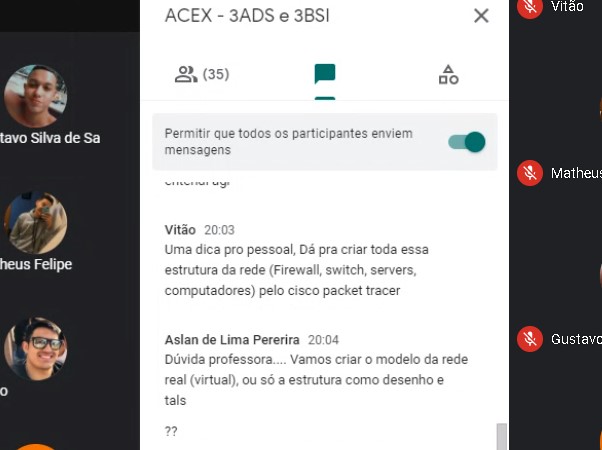 ACEX - 3ADS e 3BSI
(35)
Permitir que todos os participantes enviem
mensagens
Vitão 20:03
Uma dica pro pessoal, Dá pra criar toda essa
estrutura da rede (Firewall, switch, servers,
computadores) pelo cisco packet tracer
Aslan de Lima Pererira 20:04
Dúvida professora.... Vamos criar o modelo da rede
real (virtual), ou só a estrutura como desenho e
tals
??
tavo Silva de Sa
heus Felipe
o
Vitão
Matheus
Gustavo